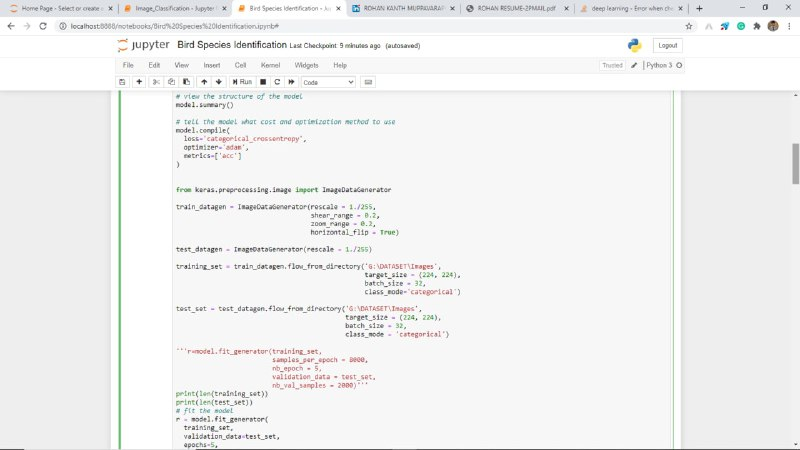 Home Page - Select or create a
Image_Classification - Jupyter
Bird Species Identification - Jup
ROHAN KANTH MUPPAVARAPU
ROHAN RESUME-2PMAIL.pdf
deep learning - Error when che
localhost:8888/notebooks/Bird%20Species%20Identification.ipynb#
jupyter Bird Species Identification Last Checkpoint: 9 minutes ago (autosaved)
Logout
File Edit View Insert Cell Kernel Widgets Help
Trusted Python 3
Run Code
# view the structure of the model
model.summary()
# tell the model what cost and optimization method to use
model.compile(
loss='categorical_crossentropy',
optimizer='adam',
metrics=['acc']
)
from keras.preprocessing.image import ImageDataGenerator
train_datagen = ImageDataGenerator(rescale = 1./255,
shear_range = 0.2,
zoom_range = 0.2,
horizontal_flip = True)
test_datagen = ImageDataGenerator(rescale = 1./255)
training_set = train_datagen.flow_from_directory('G:\DATASET\Images',
target_size = (224, 224),
batch_size = 32,
class_mode='categorical')
test_set = test_datagen.flow_from_directory('G:\DATASET\Images',
target_size = (224, 224),
batch_size = 32,
class_mode = 'categorical')
'''r=model.fit_generator(training_set,
samples_per_epoch = 8000,
nb_epoch = 5,
validation_data = test_set,
nb_val_samples = 2000)'''
print(len(training_set))
print(len(test_set))
# fit the model
r = model.fit_generator(
training_set,
validation_data=test_set,
epochs=5,